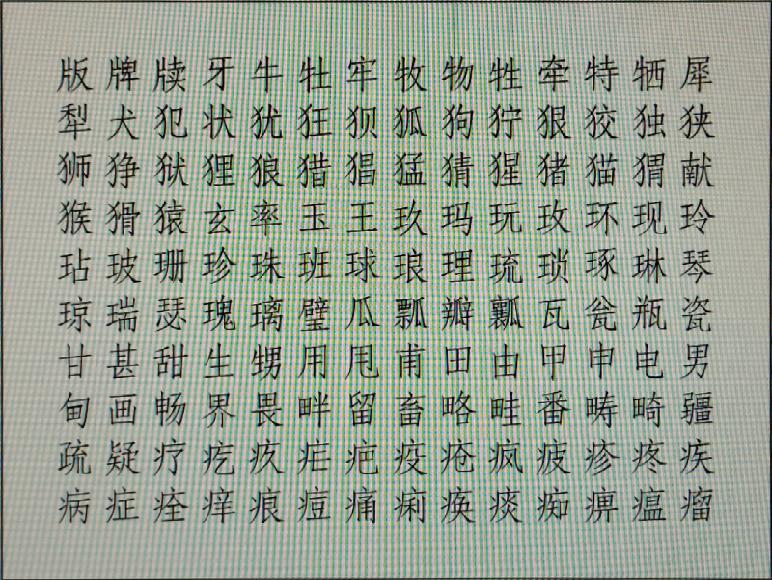 版牌牍牙牛牡牢牧物牲牵特牺犀
犁犬犯状犹狂狈狐狗狞狠狡独狭
狮狰狱狸狼猎猖猛猜猩猪猫猬献
猴猾猿玄率玉王玖玛玩玫环现玲
玷玻珊珍珠班球琅理琉琐琢琳琴
琼瑞瑟瑰璃璧瓜瓢瓣瓤瓦瓮瓶瓷
甘甚甜生甥用甩甫田由甲申电男
甸画畅界畏畔留畜略畦番畴畸疆
疏疑疗疙疚疟疤疫疮疯疲疹疼疾
病症痊痒痕痘痛痢痪痰痴痹瘟瘤